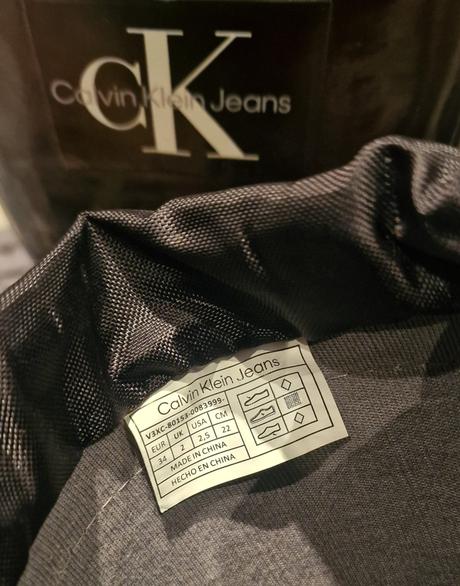 CK
Calvin Klein Jeans
Calvin Klein Jeans
V3XC-80153-0083999-
EUR UK USA CM
34 2 2,5 22
MADE IN CHINA
HECHO EN CHINA